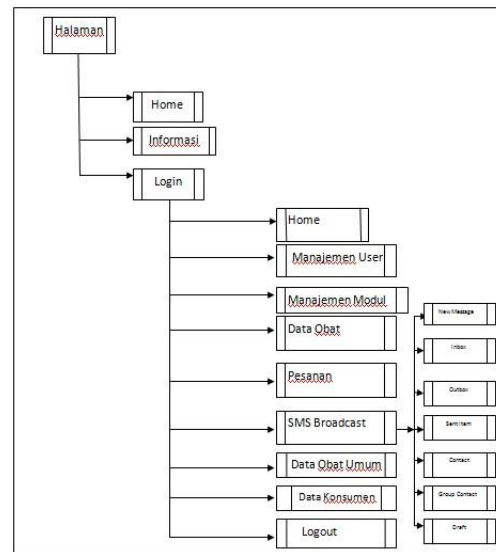 Halaman
Home
Informasi
Login
Home
Manajemen User
Manajemen Modul
Data Obat
Pesanan
SMS Broadcast
New Message
Inbox
Outbox
Sent Item
Contact
Group Contact
Draft
Data Obat Umum
Data Konsumen
Logout